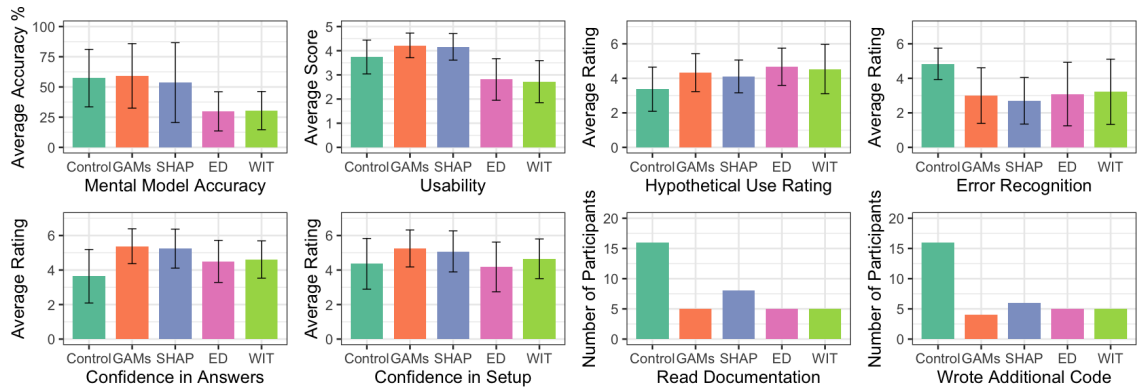 Average Accuracy %
100
75
50
25
0
Control GAMs SHAP ED WIT
Mental Model Accuracy
Average Score
5
4
3
2
1
0
Control GAMs SHAP ED WIT
Usability
Average Rating
6
4
2
0
Control GAMs SHAP ED WIT
Hypothetical Use Rating
Average Rating
6
4
2
0
Control GAMs SHAP ED WIT
Error Recognition
Average Rating
6
4
2
0
Control GAMs SHAP ED WIT
Confidence in Answers
Average Rating
6
4
2
0
Control GAMs SHAP ED WIT
Confidence in Setup
Number of Participants
20
15
10
5
0
Control GAMs SHAP ED WIT
Read Documentation
Number of Participants
20
15
10
5
0
Control GAMs SHAP ED WIT
Wrote Additional Code